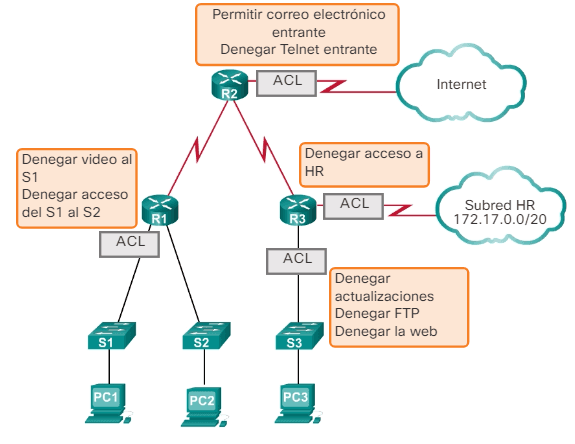 Permitir correo electrónico
entrante
Denegar Telnet entrante
ACL
Internet
R2
Denegar video al
S1
Denegar acceso
del S1 al S2
Denegar acceso a
HR
ACL
Subred HR
172.17.0.0/20
R1
R3
ACL
ACL
Denegar
actualizaciones
Denegar FTP
Denegar la web
S1
S2
S3
PC1
PC2
PC3